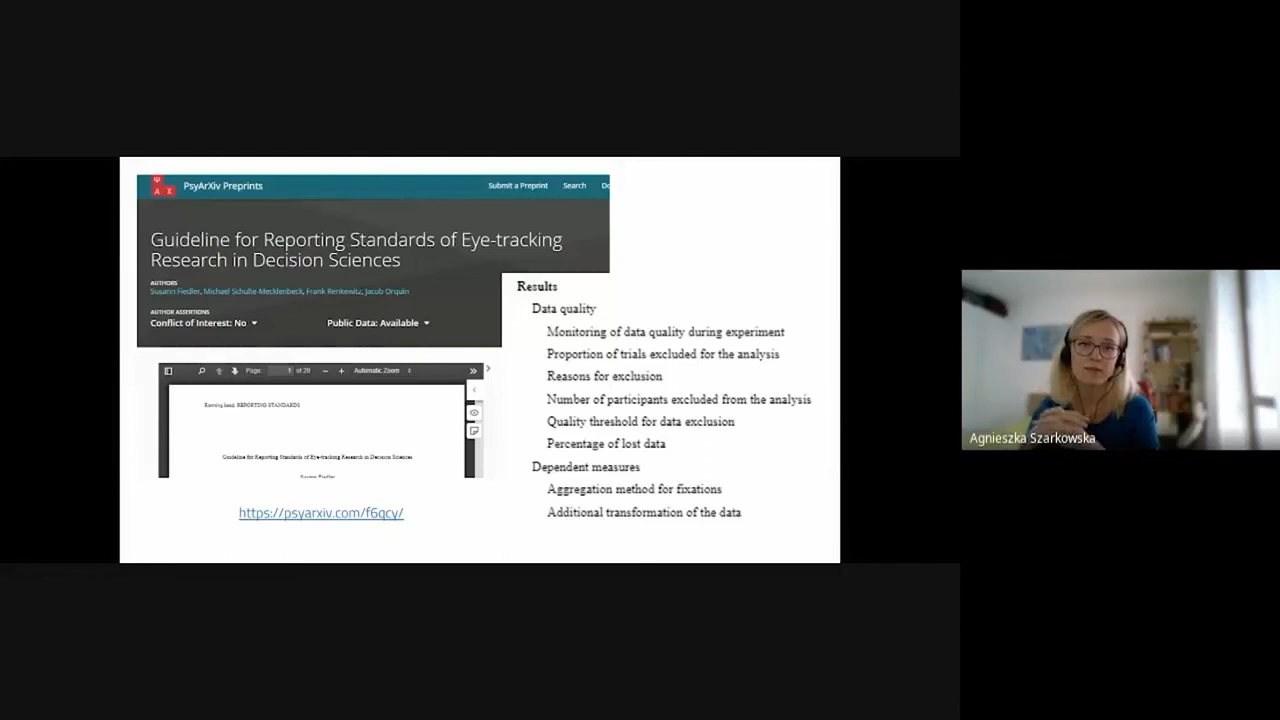 PsyArXiv Preprints
Submit a Preprint Search Do
Guideline for Reporting Standards of Eye-tracking
Research in Decision Sciences
AUTHORS
Susann Fiedler, Michael Schulte-Mecklenbeck, Frank Renkewitz, Jacob Orquin
AUTHOR ASSERTIONS
Conflict of Interest: No
Public Data: Available
Page: 1 of 20 Automatic Zoom
Running head: REPORTING STANDARDS
Guideline for Reporting Standards of Eye-tracking Research in Decision Sciences
Susann Fiedler
https://psyarxiv.com/f6qcy/
Results
Data quality
Monitoring of data quality during experiment
Proportion of trials excluded for the analysis
Reasons for exclusion
Number of participants excluded from the analysis
Quality threshold for data exclusion
Percentage of lost data
Dependent measures
Aggregation method for fixations
Additional transformation of the data
Agnieszka Szarkowska